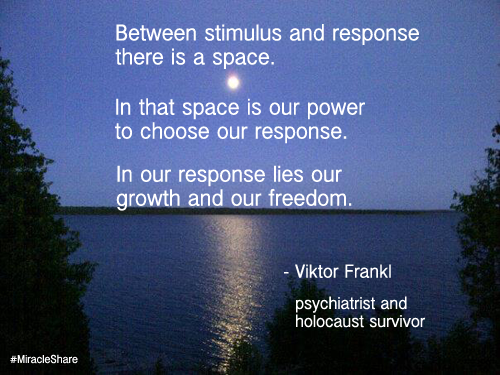 Between stimulus and response
there is a space.
In that space is our power
to choose our response.
In our response lies our
growth and our freedom.
- Viktor Frankl
psychiatrist and
holocaust survivor
#MiracleShare